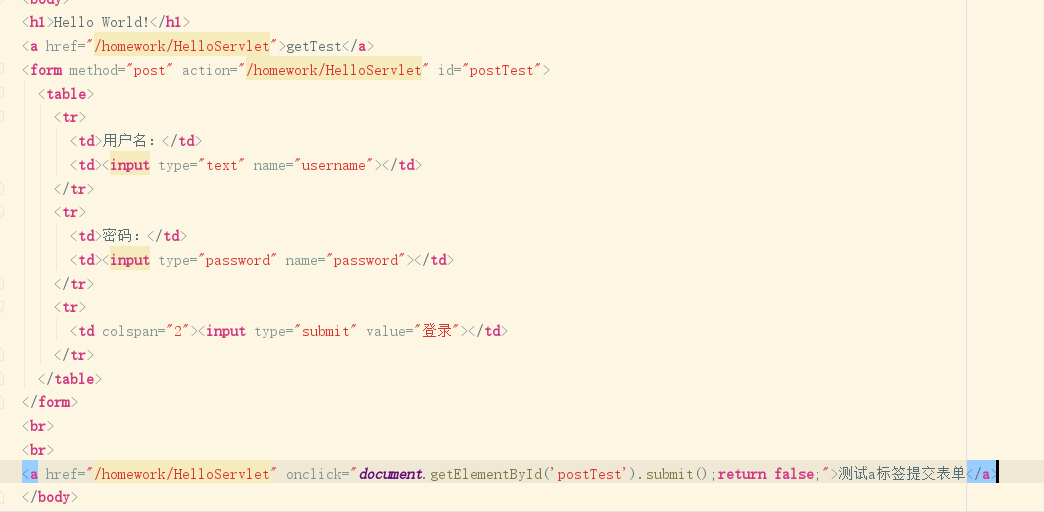 <body>
<h1>Hello World!</h1>
<a href="/homework/HelloServlet">getTest</a>
<form method="post" action="/homework/HelloServlet" id="postTest">
<table>
<tr>
<td>用户名：</td>
<td><input type="text" name="username"></td>
</tr>
<tr>
<td>密码：</td>
<td><input type="password" name="password"></td>
</tr>
<tr>
<td colspan="2"><input type="submit" value="登录"></td>
</tr>
</table>
</form>
<br>
<br>
<a href="/homework/HelloServlet" onclick="document.getElementById('postTest').submit();return false;">测试a标签提交表单</a>
</body>